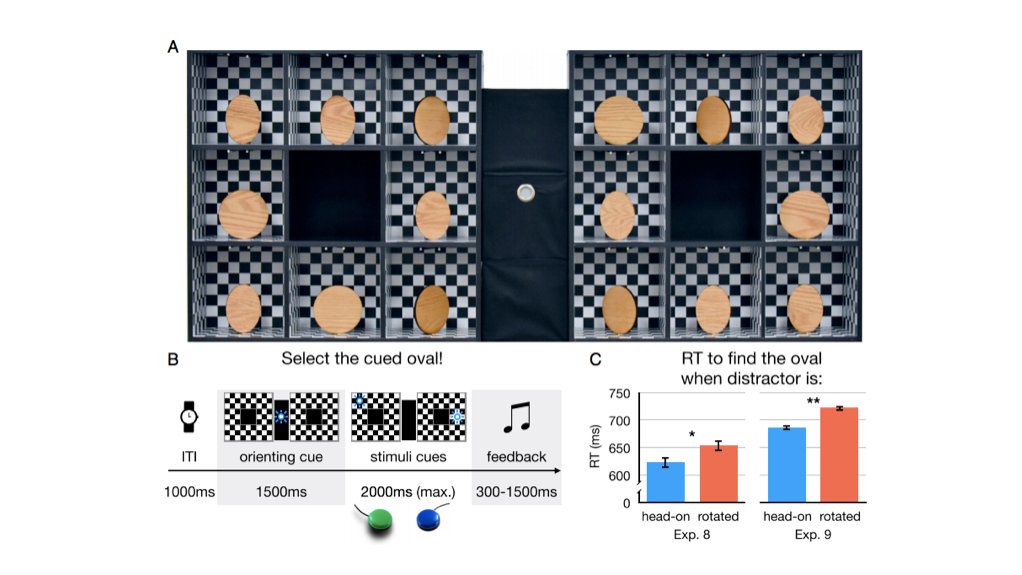 A
B
Select the cued oval!
ITI
orienting cue
stimuli cues
feedback
1000ms
1500ms
2000ms (max.)
300-1500ms
C
RT to find the oval
when distractor is:
RT (ms)
750
700
650
600
0
*
**
head-on rotated
head-on rotated
Exp. 8
Exp. 9